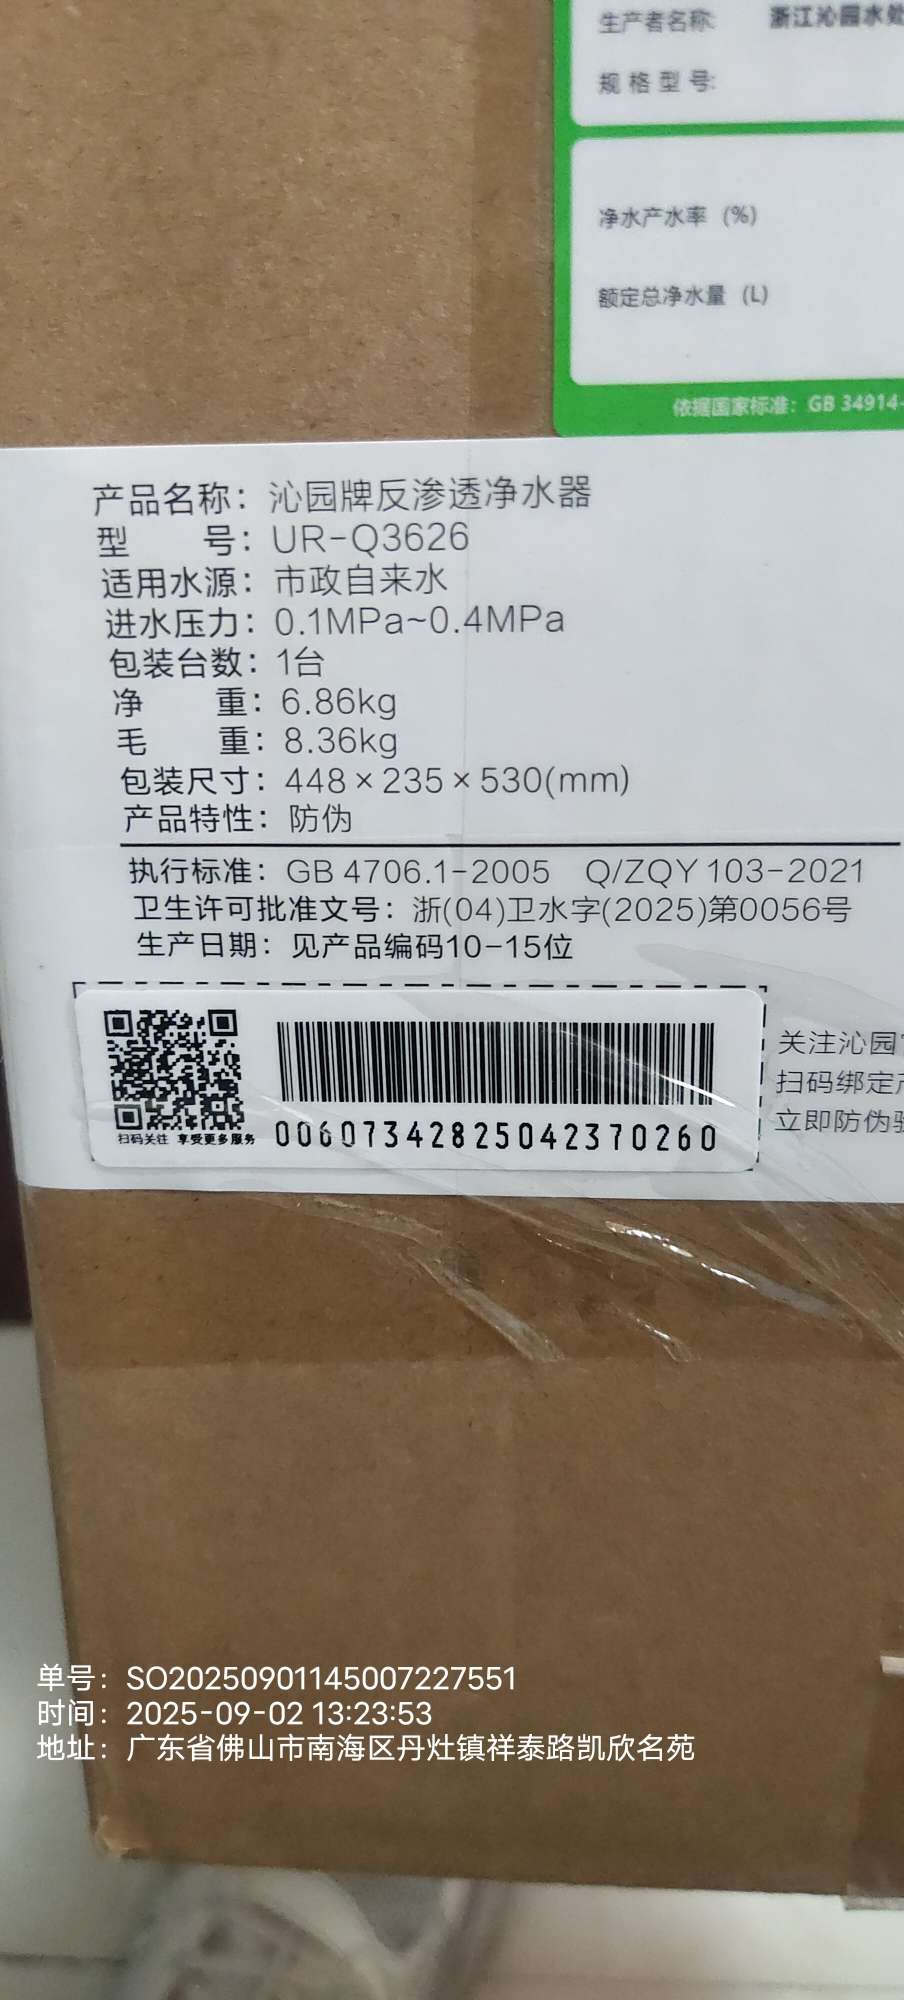 生产者名称: 浙江沁园水处
规格型号:
净水产水率 (%)
额定总净水量 (L)
依据国家标准: GB 34914-
产品名称: 沁园牌反渗透净水器
型 号: UR-Q3626
适用水源: 市政自来水
进水压力: 0.1MPa~0.4MPa
包装台数: 1台
净 重: 6.86kg
毛 重: 8.36kg
包装尺寸: 448×235×530(mm)
产品特性: 防伪
执行标准: GB 4706.1-2005 Q/ZQY 103-2021
卫生许可批准文号: 浙(04)卫水字(2025)第0056号
生产日期: 见产品编码10-15位
扫码关注 享受更多服务
00607342825042370260
关注沁园
扫码绑定
立即防伪
单号: SO20250901145007227551
时间: 2025-09-02 13:23:53
地址: 广东省佛山市南海区丹灶镇祥泰路凯欣名苑